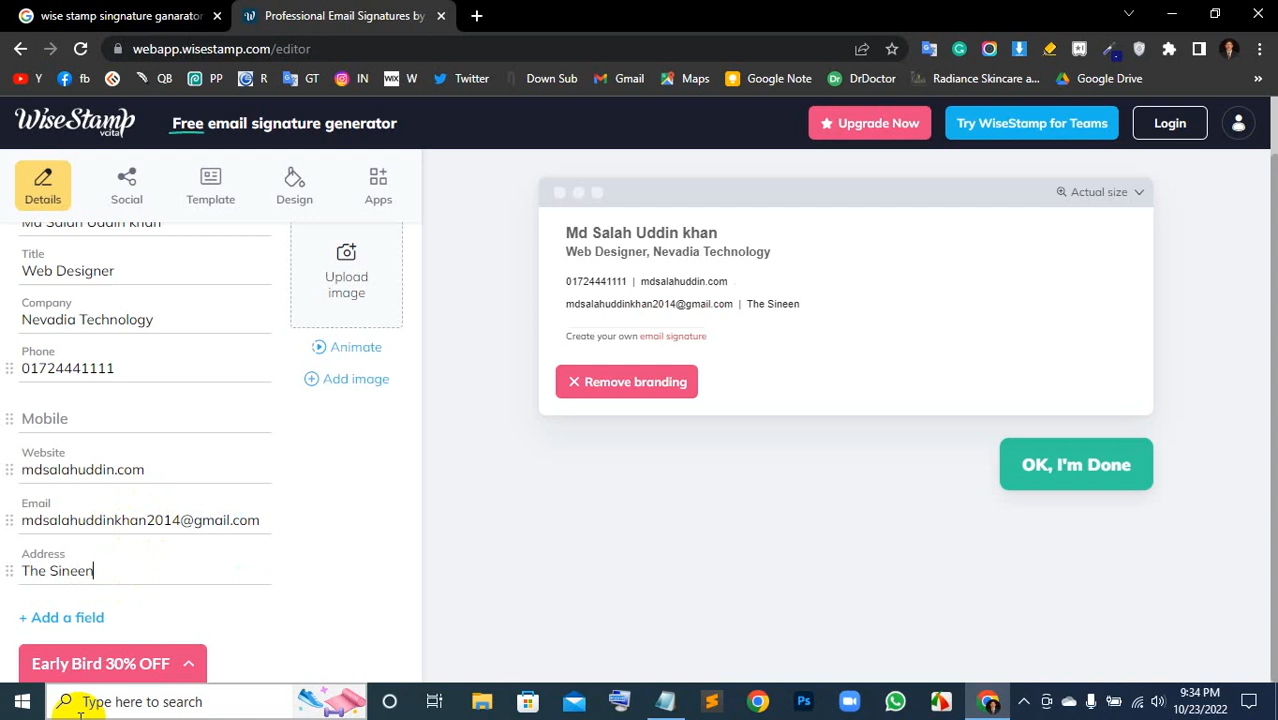 wise stamp singnature ganarator
Professional Email Signatures by
webapp.wisestamp.com/editor
Y
fb
QB
PP
R
GT
IN
WIX
W
Twitter
Down Sub
Gmail
Maps
Google Note
Dr
DrDoctor
Radiance Skincare a...
Google Drive
WiseStamp
vcita
Free email signature generator
Upgrade Now
Try WiseStamp for Teams
Login
Details
Social
Template
Design
Apps
Actual size
Md Salah Uddin khan
Title
Web Designer
Company
Nevadia Technology
Phone
01724441111
Mobile
Website
mdsalahuddin.com
Email
mdsalahuddinkhan2014@gmail.com
Address
The Sineen
+ Add a field
Early Bird 30% OFF
Upload
image
Animate
Add image
Md Salah Uddin khan
Web Designer, Nevadia Technology
01724441111 | mdsalahuddin.com
mdsalahuddinkhan2014@gmail.com | The Sineen
Create your own email signature
Remove branding
OK, I'm Done
Type here to search
Ps
9:34 PM
10/23/2022